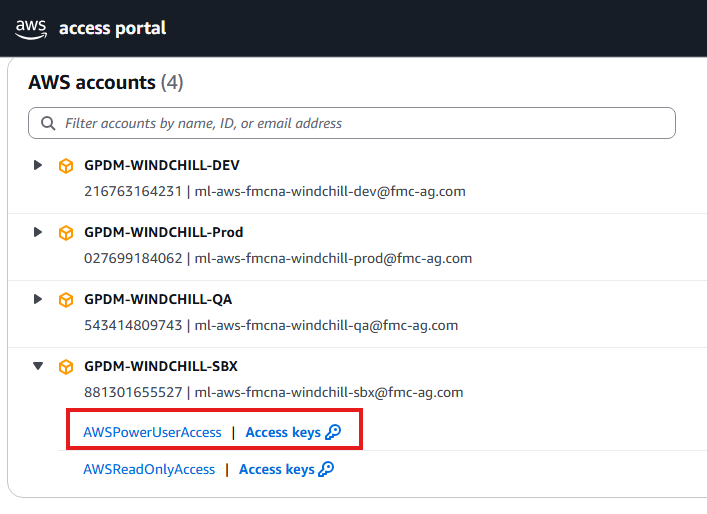 aws access portal
AWS accounts (4)
Filter accounts by name, ID, or email address
GPDM-WINDCHILL-DEV
216763164231 | ml-aws-fmcna-windchill-dev@fmc-ag.com
GPDM-WINDCHILL-Prod
027699184062 | ml-aws-fmcna-windchill-prod@fmc-ag.com
GPDM-WINDCHILL-QA
543414809743 | ml-aws-fmcna-windchill-qa@fmc-ag.com
GPDM-WINDCHILL-SBX
881301655527 | ml-aws-fmcna-windchill-sbx@fmc-ag.com
AWSPowerUserAccess | Access keys
AWSReadOnlyAccess | Access keys